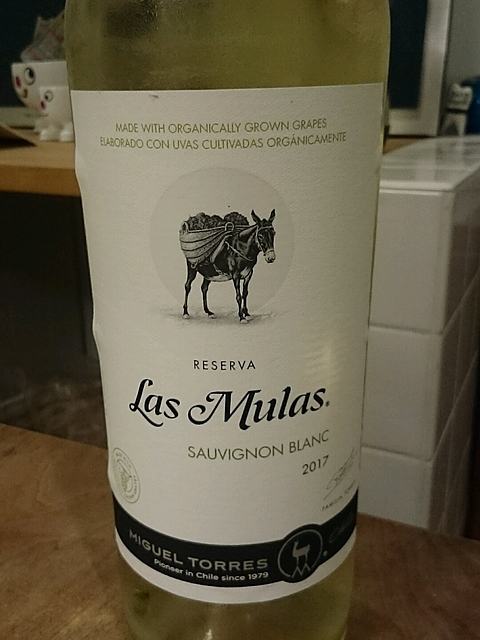 MADE WITH ORGANICALLY GROWN GRAPES
ELABORADO CON UVAS CULTIVADAS ORGÁNICAMENTE
RESERVA
Las Mulas®
SAUVIGNON BLANC
2017
MIGUEL TORRES
Pioneer in Chile since 1979